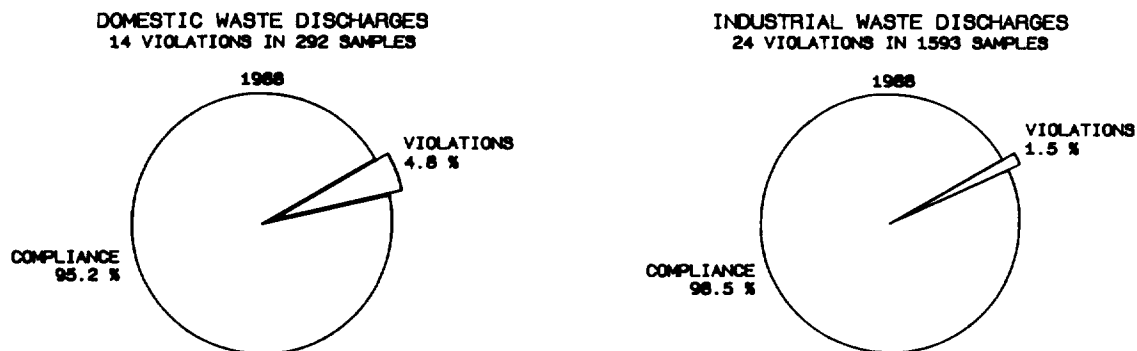 DOMESTIC WASTE DISCHARGES
14 VIOLATIONS IN 292 SAMPLES
1988
VIOLATIONS
4.8 %
COMPLIANCE
95.2 %
INDUSTRIAL WASTE DISCHARGES
24 VIOLATIONS IN 1593 SAMPLES
1988
VIOLATIONS
1.5 %
COMPLIANCE
98.5 %